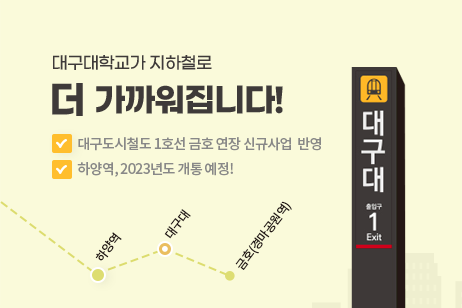 대구대학교가 지하철로
더 가까워집니다!
대구도시철도 1호선 금호 연장 신규사업 반영
하양역, 2023년도 개통 예정!
하양역
대구대
금호(경마공원역)
대구대
출입구
1
Exit